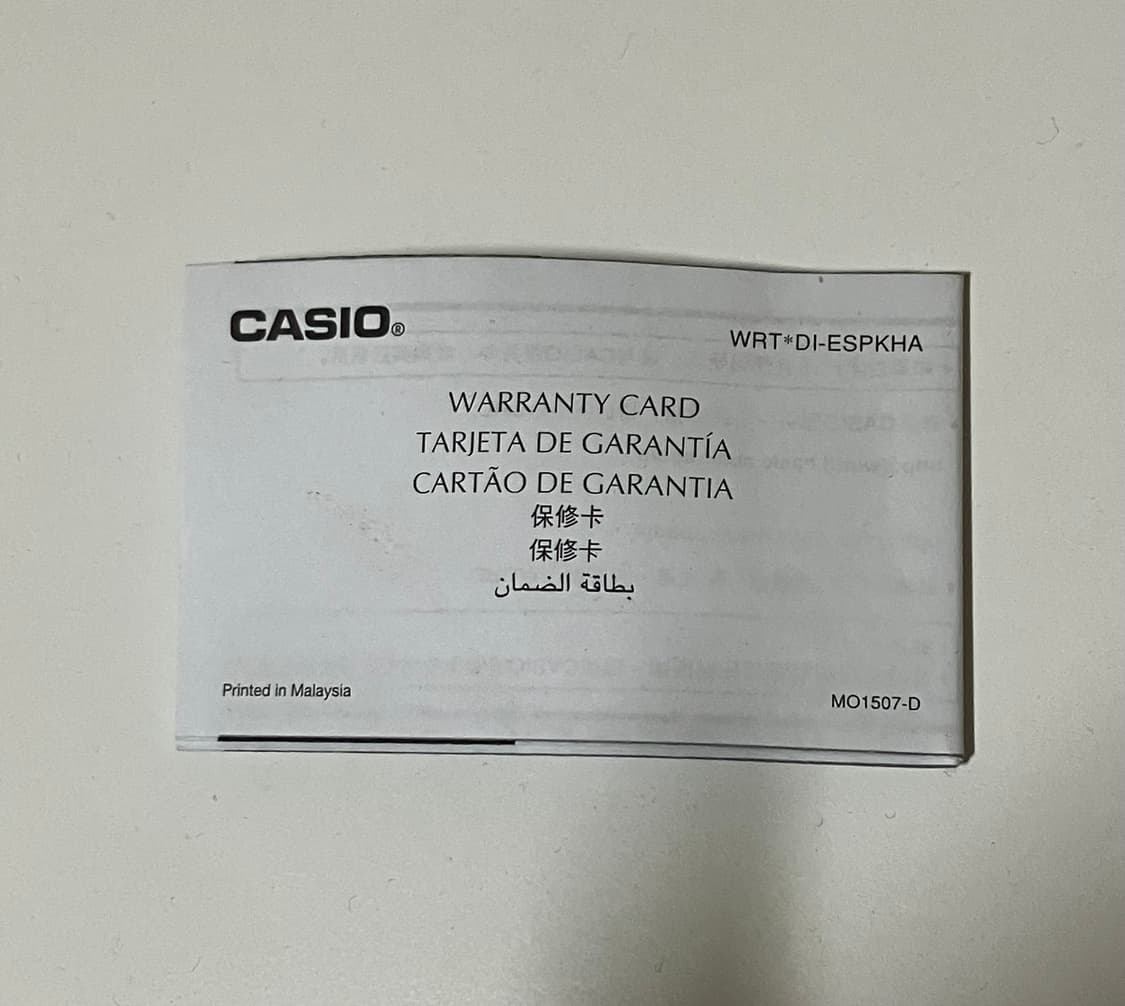 CASIO®
WRT*DI-ESPKHA
WARRANTY CARD
TARJETA DE GARANTÍA
CARTÃO DE GARANTIA
保修卡
保修卡
بطاقة الضمان
Printed in Malaysia
MO1507-D